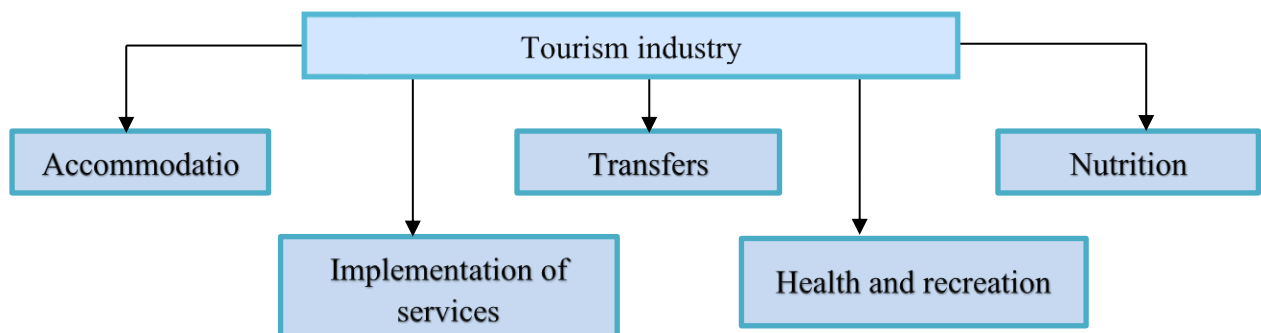 Tourism industry
Accommodatio
Transfers
Nutrition
Implementation of
services
Health and recreation